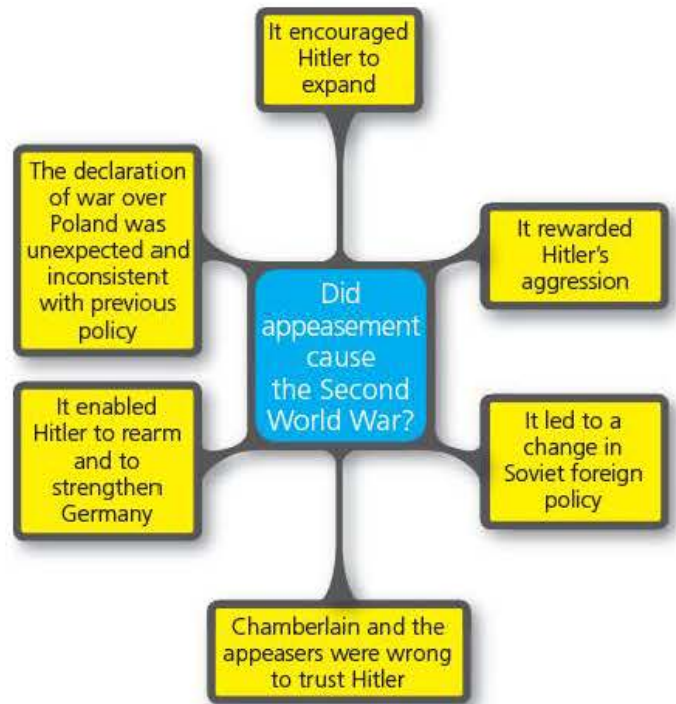 It encouraged
Hitler to
expand
The declaration
of war over
Poland was
unexpected and
inconsistent
with previous
policy
It rewarded
Hitler's
aggression
Did
appeasement
cause
the Second
World War?
It enabled
Hitler to rearm
and to
strengthen
Germany
It led to a
change in
Soviet foreign
policy
Chamberlain and the
appeasers were wrong
to trust Hitler